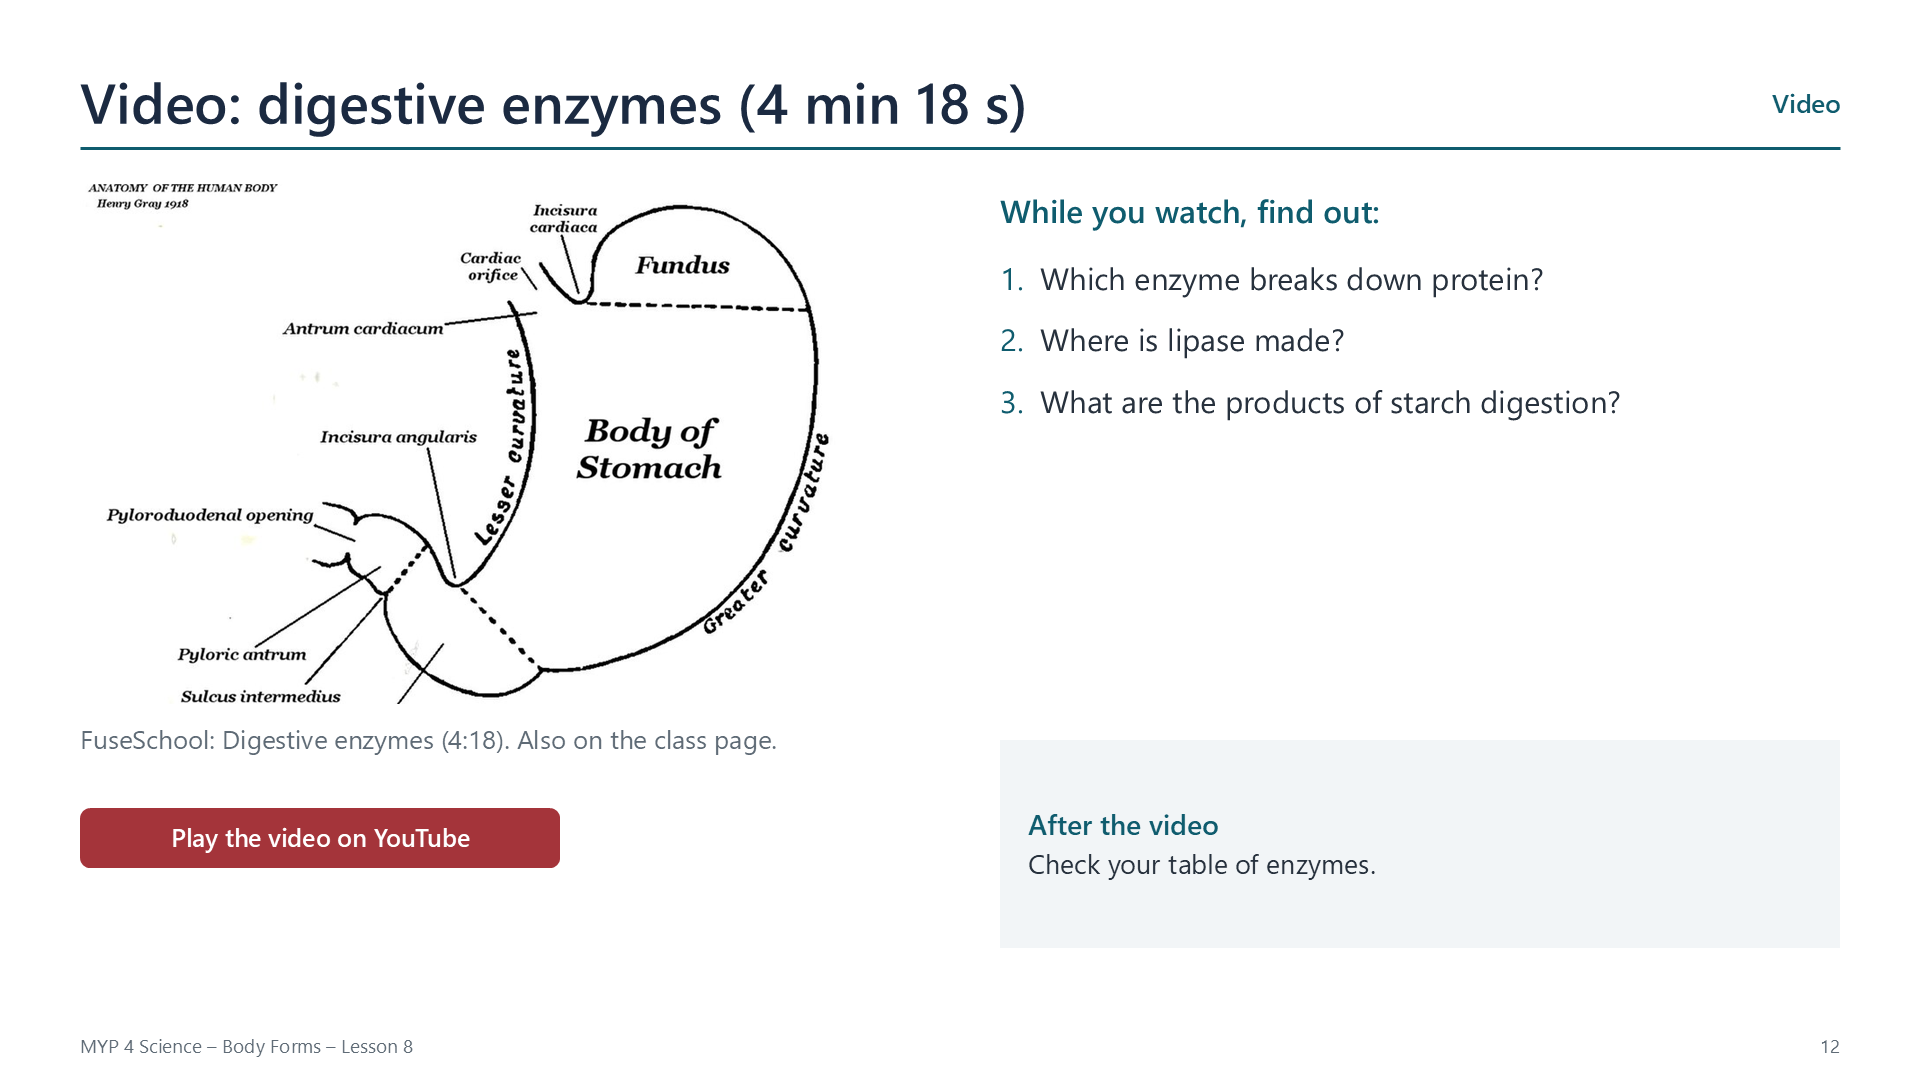 Video: digestive enzymes (4 min 18 s)
Video
ANATOMY OF THE HUMAN BODY
Henry Gray 1918
Incisura
cardiaca
Cardiac
orifice
Fundus
Antrum cardiacum
Lesser curvature
Body of
Stomach
Incisura angularis
Greater curvature
Pyloroduodenal opening
Pyloric antrum
Sulcus intermedius
FuseSchool: Digestive enzymes (4:18). Also on the class page.
Play the video on YouTube
While you watch, find out:
1. Which enzyme breaks down protein?
2. Where is lipase made?
3. What are the products of starch digestion?
After the video
Check your table of enzymes.
MYP 4 Science – Body Forms – Lesson 8
12